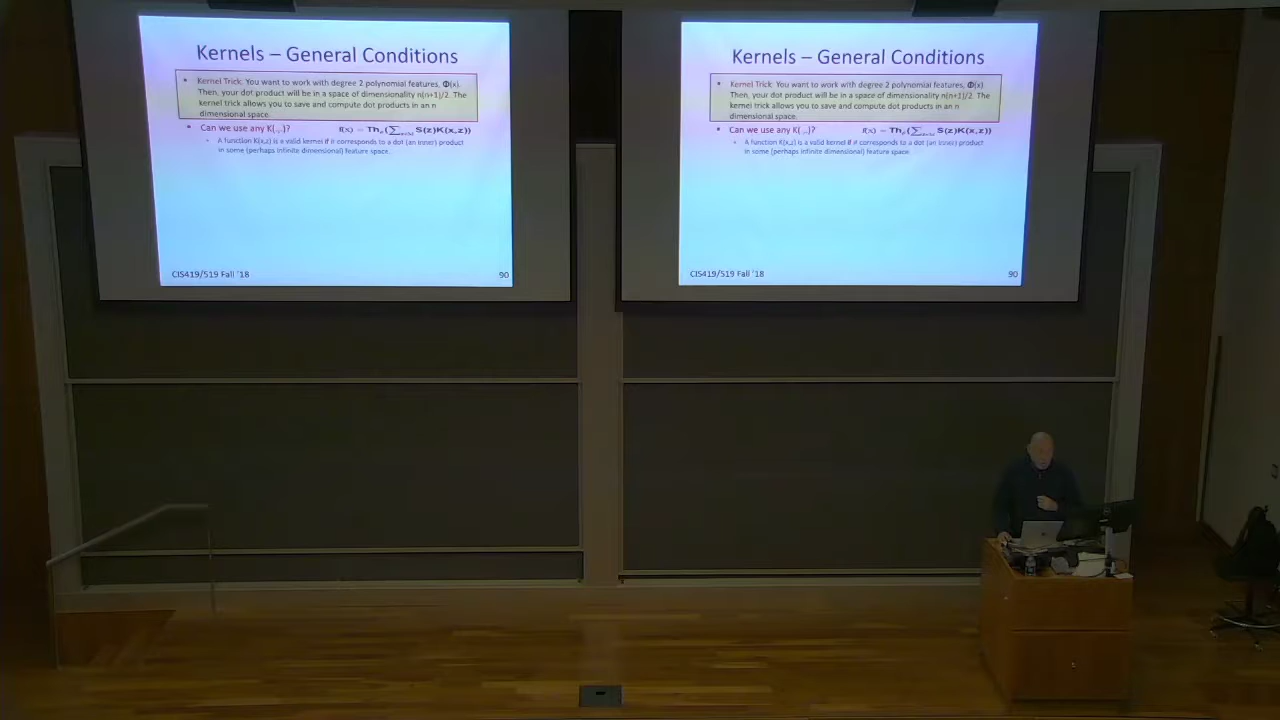 Kernels – General Conditions
• Kernel Trick: You want to work with degree 2 polynomial features, Φ(x).
Then, your dot product will be in a space of dimensionality n(n+1)/2. The
kernel trick allows you to save and compute dot products in an n
dimensional space.
• Can we use any K(.,.)?
f(x) = Th (∑ S(z)K(x,z))
• A function K(x,z) is a valid kernel if it corresponds to a dot (an inner) product
in some (perhaps infinite dimensional) feature space.
CIS419/519 Fall '18
90
Kernels – General Conditions
• Kernel Trick: You want to work with degree 2 polynomial features, Φ(x).
Then, your dot product will be in a space of dimensionality n(n+1)/2. The
kernel trick allows you to save and compute dot products in an n
dimensional space.
• Can we use any K(.,.)?
f(x) = Th (∑ S(z)K(x,z))
• A function K(x,z) is a valid kernel if it corresponds to a dot (an inner) product
in some (perhaps infinite dimensional) feature space.
CIS419/519 Fall '18
90